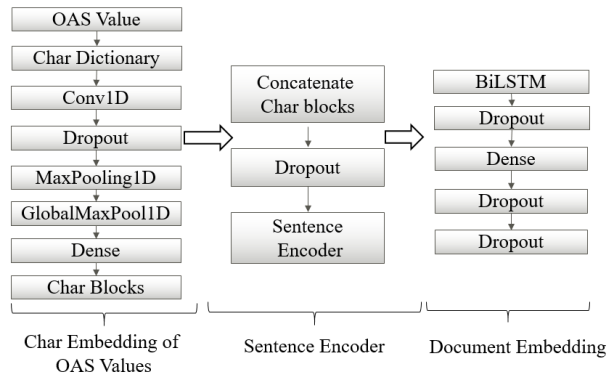 OAS Value
Char Dictionary
Conv1D
Dropout
MaxPooling1D
GlobalMaxPool1D
Dense
Char Blocks
Char Embedding of
OAS Values
Concatenate
Char blocks
Dropout
Sentence
Encoder
Sentence Encoder
BiLSTM
Dropout
Dense
Dropout
Dropout
Document Embedding